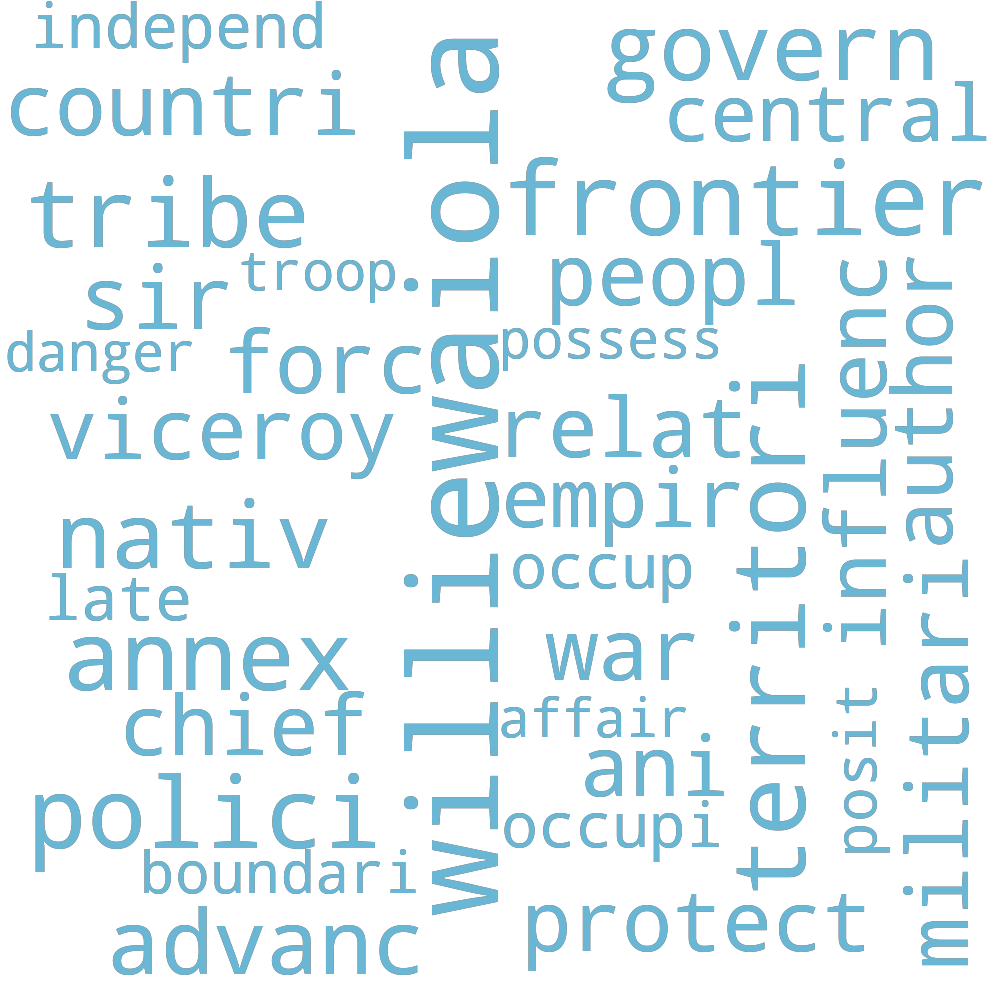 independ
govern
countri
central
williewaiola
frontier
tribe
peopl
troop
sir
influenc
author
possess
danger
forc
territori
relat
viceroy
empir
nativ
occup
late
war
annex
militari
chief
affair
posit
ani
polici
occupi
boundari
protect
advanc